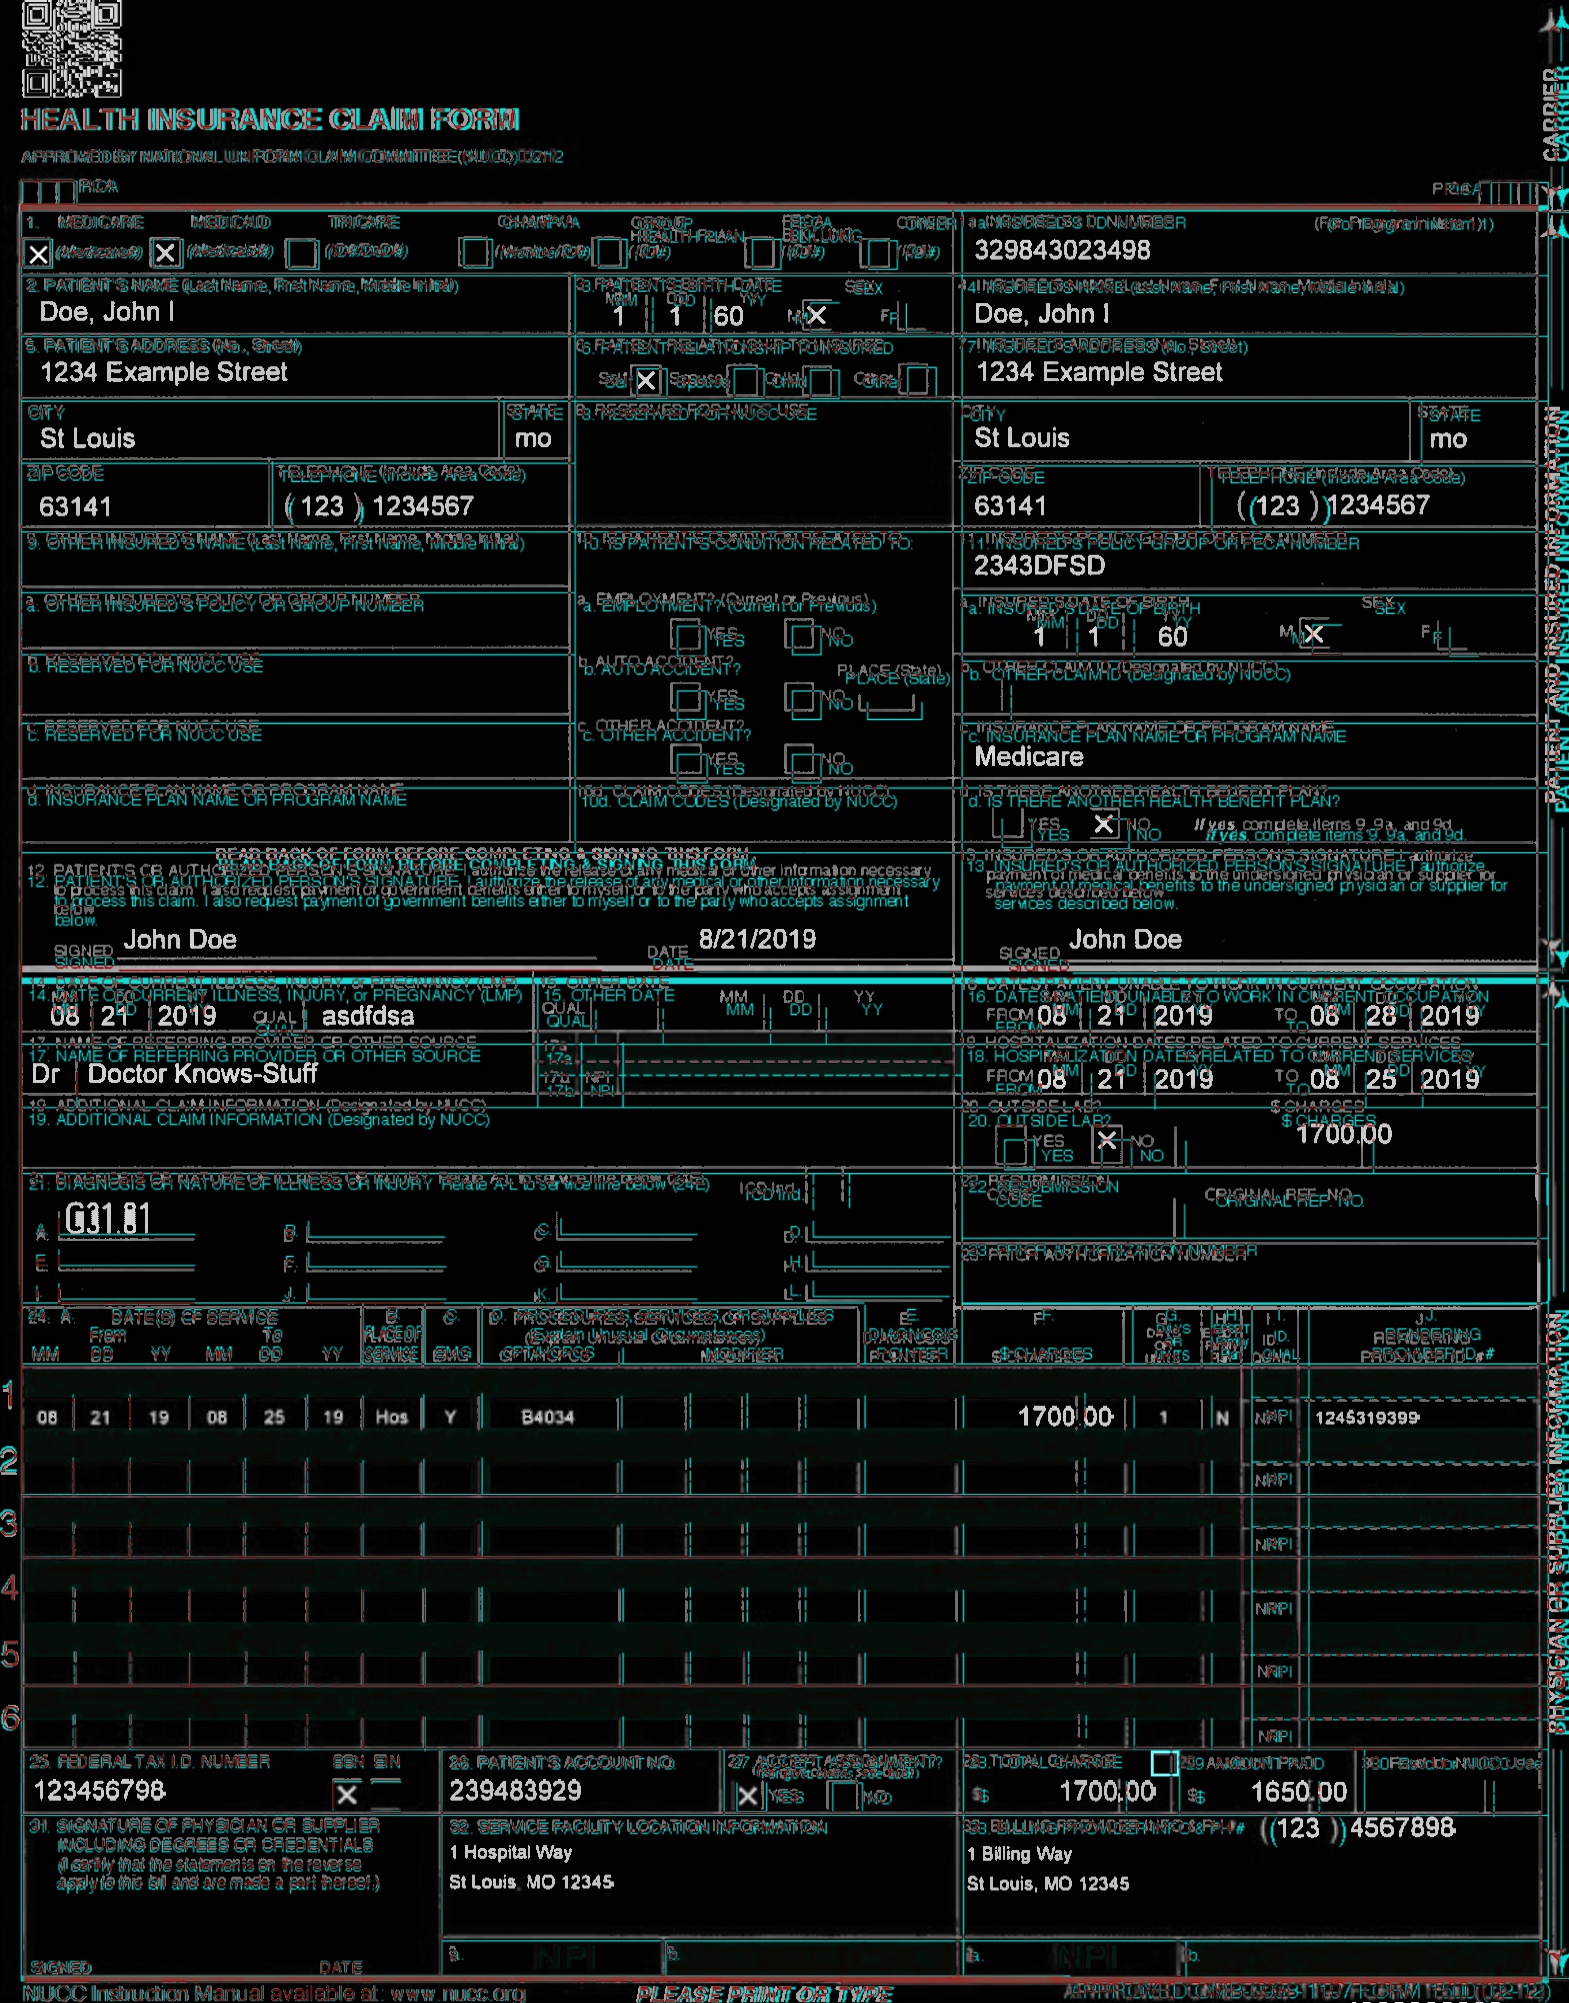 HEALTH INSURANCE CLAIM FORM
APPROVED BY NATIONAL UNIFORM CLAIM COMMITTEE (NUCC) 02/12
PICA
PICA
CARRIER
1. MEDICARE MEDICAID TRICARE CHAMPVA GROUP HEALTH PLAN FECA BLK LUNG OTHER
(Medicare#) (Medicaid#) (ID#/DoD#) (Member ID#) (ID#) (ID#) (ID#)
1a. INSURED'S I.D. NUMBER (For Program in Item 1)
329843023498
2. PATIENT'S NAME (Last Name, First Name, Middle Initial)
Doe, John I
3. PATIENT'S BIRTH DATE SEX
MM DD YY
1 1 60 M X F
4. INSURED'S NAME (Last Name, First Name, Middle Initial)
Doe, John I
5. PATIENT'S ADDRESS (No., Street)
1234 Example Street
6. PATIENT RELATIONSHIP TO INSURED
Self X Spouse Child Other
7. INSURED'S ADDRESS (No., Street)
1234 Example Street
CITY STATE
St Louis mo
8. RESERVED FOR NUCC USE
CITY STATE
St Louis mo
ZIP CODE TELEPHONE (Include Area Code)
63141 (123) 1234567
ZIP CODE TELEPHONE (Include Area Code)
63141 (123) 1234567
9. OTHER INSURED'S NAME (Last Name, First Name, Middle Initial)
10. IS PATIENT'S CONDITION RELATED TO:
11. INSURED'S POLICY GROUP OR FECA NUMBER
2343DFSD
a. OTHER INSURED'S POLICY OR GROUP NUMBER
a. EMPLOYMENT? (Current or Previous)
YES NO
a. INSURED'S DATE OF BIRTH SEX
MM DD YY
1 1 60 M X F
b. RESERVED FOR NUCC USE
b. AUTO ACCIDENT? PLACE (State)
YES NO
b. OTHER CLAIM ID (Designated by NUCC)
c. RESERVED FOR NUCC USE
c. OTHER ACCIDENT?
YES NO
c. INSURANCE PLAN NAME OR PROGRAM NAME
Medicare
d. INSURANCE PLAN NAME OR PROGRAM NAME
10d. CLAIM CODES (Designated by NUCC)
d. IS THERE ANOTHER HEALTH BENEFIT PLAN?
YES X NO If yes, complete items 9, 9a, and 9d.
READ BACK OF FORM BEFORE COMPLETING & SIGNING THIS FORM.
12. PATIENT'S OR AUTHORIZED PERSON'S SIGNATURE I authorize the release of any medical or other information necessary
to process this claim. I also request payment of government benefits either to myself or to the party who accepts assignment
below.
SIGNED John Doe DATE 8/21/2019
13. INSURED'S OR AUTHORIZED PERSON'S SIGNATURE I authorize
payment of medical benefits to the undersigned physician or supplier for
services described below.
SIGNED John Doe
PATIENT AND INSURED INFORMATION
14. DATE OF CURRENT ILLNESS, INJURY, or PREGNANCY (LMP)
MM DD
08 21 2019 QUAL. asdfdsa
15. OTHER DATE
QUAL. MM DD YY
16. DATES PATIENT UNABLE TO WORK IN CURRENT OCCUPATION
FROM 08 21 2019 TO 08 28 2019
17. NAME OF REFERRING PROVIDER OR OTHER SOURCE
Dr Doctor Knows-Stuff
17a.
17b. NPI
18. HOSPITALIZATION DATES RELATED TO CURRENT SERVICES
FROM 08 21 2019 TO 08 25 2019
19. ADDITIONAL CLAIM INFORMATION (Designated by NUCC)
20. OUTSIDE LAB? $ CHARGES
YES X NO 1700.00
21. DIAGNOSIS OR NATURE OF ILLNESS OR INJURY Relate A-L to service line below (24E) ICD Ind.
A. G31.81 B. C. D.
E. F. G. H.
I. J. K. L.
22. RESUBMISSION CODE ORIGINAL REF. NO.
23. PRIOR AUTHORIZATION NUMBER
24. A. DATE(S) OF SERVICE B. PLACE OF SERVICE C. EMG D. PROCEDURES, SERVICES, OR SUPPLIES E. DIAGNOSIS POINTER F. $ CHARGES G. DAYS OR UNITS H. I. ID. QUAL. J. RENDERING PROVIDER ID. #
From To (Explain Unusual Circumstances)
MM DD YY MM DD YY CPT/HCPCS MODIFIER
1
08 21 19 08 25 19 Hos Y B4034 1700.00 1 N NPI 1245319399
2
NPI
3
NPI
4
NPI
5
NPI
6
NPI
25. FEDERAL TAX I.D. NUMBER SSN EIN
123456798 X
26. PATIENT'S ACCOUNT NO.
239483929
27. ACCEPT ASSIGNMENT?
X YES NO
28. TOTAL CHARGE
$ 1700.00
29. AMOUNT PAID
$ 1650.00
30. Rsvd for NUCC Use
31. SIGNATURE OF PHYSICIAN OR SUPPLIER
INCLUDING DEGREES OR CREDENTIALS
(I certify that the statements on the reverse
apply to this bill and are made a part thereof.)
SIGNED DATE
32. SERVICE FACILITY LOCATION INFORMATION
1 Hospital Way
St Louis, MO 12345
a. NPI b.
33. BILLING PROVIDER INFO & PH # (123) 4567898
1 Billing Way
St Louis, MO 12345
a. NPI b.
PHYSICIAN OR SUPPLIER INFORMATION
NUCC Instruction Manual available at: www.nucc.org
PLEASE PRINT OR TYPE